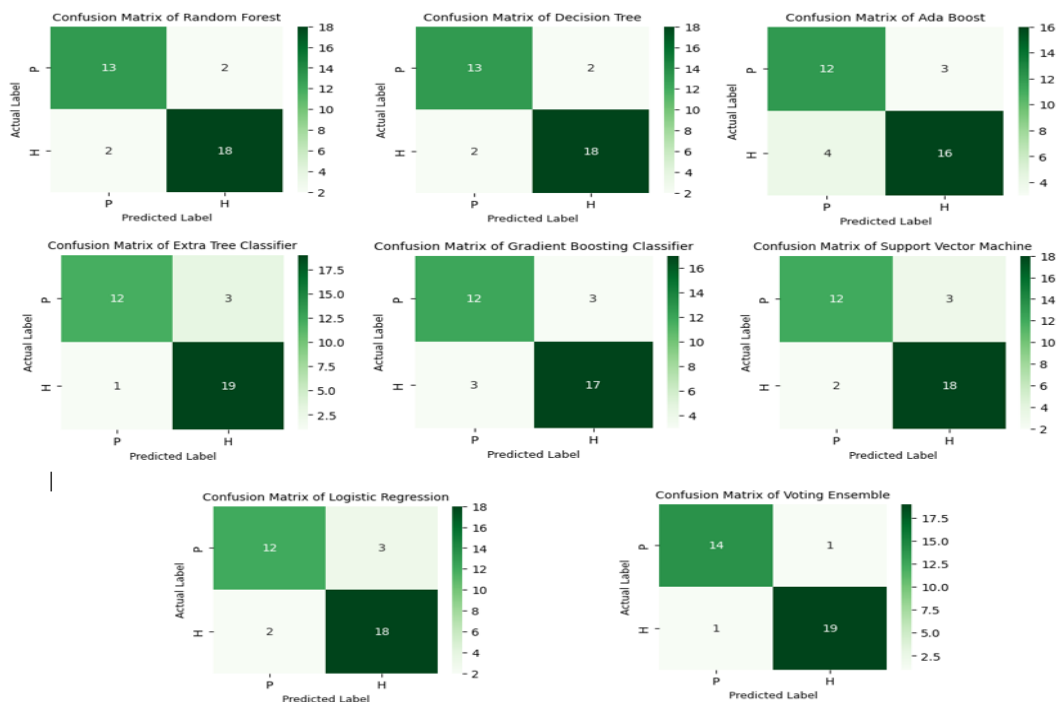 Confusion Matrix of Random Forest
P
13
2
H
2
18
P
H
Actual Label
Predicted Label
18
16
14
12
10
8
6
4
2
Confusion Matrix of Decision Tree
P
13
2
H
2
18
P
H
Actual Label
Predicted Label
18
16
14
12
10
8
6
4
2
Confusion Matrix of Ada Boost
P
12
3
H
4
16
P
H
Actual Label
Predicted Label
16
14
12
10
8
6
4
Confusion Matrix of Extra Tree Classifier
P
12
3
H
1
19
P
H
Actual Label
Predicted Label
17.5
15.0
12.5
10.0
7.5
5.0
2.5
Confusion Matrix of Gradient Boosting Classifier
P
12
3
H
3
17
P
H
Actual Label
Predicted Label
16
14
12
10
8
6
4
Confusion Matrix of Support Vector Machine
P
12
3
H
2
18
P
H
Actual Label
Predicted Label
18
16
14
12
10
8
6
4
2
Confusion Matrix of Logistic Regression
P
12
3
H
2
18
P
H
Actual Label
Predicted Label
18
16
14
12
10
8
6
4
2
Confusion Matrix of Voting Ensemble
P
14
1
H
1
19
P
H
Actual Label
Predicted Label
17.5
15.0
12.5
10.0
7.5
5.0
2.5